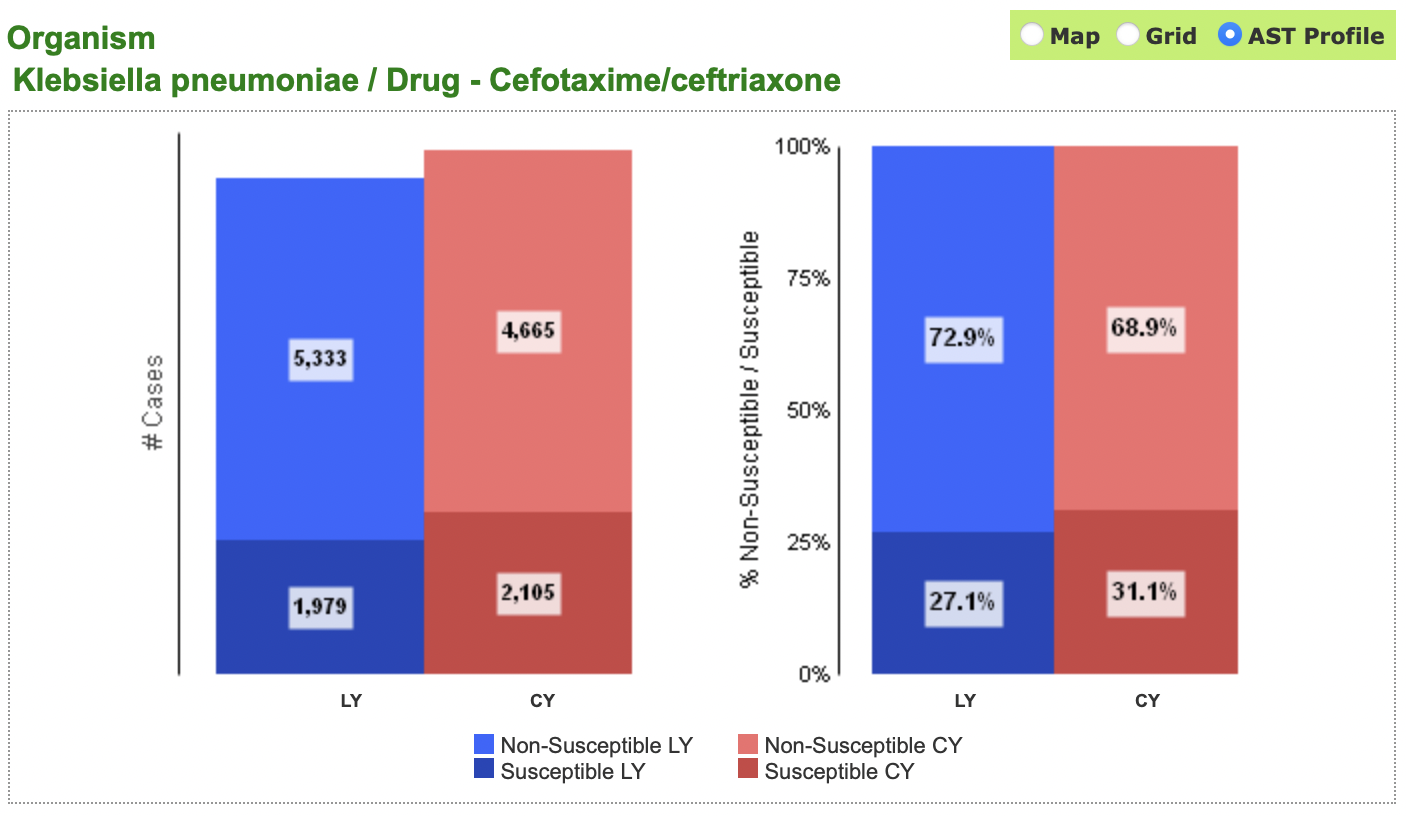 Organism
Map Grid AST Profile
Klebsiella pneumoniae / Drug - Cefotaxime/ceftriaxone
# Cases
5,333
4,665
1,979
2,105
LY CY
% Non-Susceptible / Susceptible
100%
75%
50%
25%
0%
72.9%
68.9%
27.1%
31.1%
LY CY
Non-Susceptible LY Non-Susceptible CY
Susceptible LY Susceptible CY